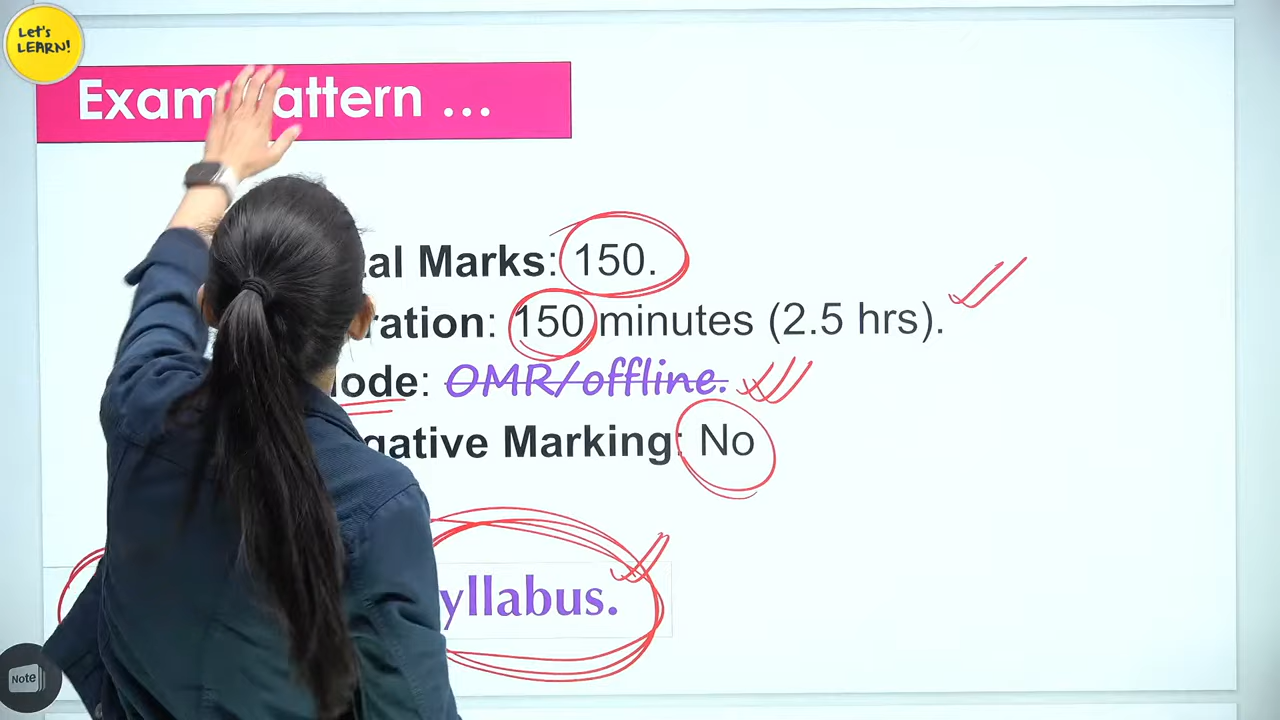 Let's
LEARN!
Exam attern ...
tal Marks: 150.
ration: 150 minutes (2.5 hrs).
ode: OMR/offline.
gative Marking: No
yllabus.
Note